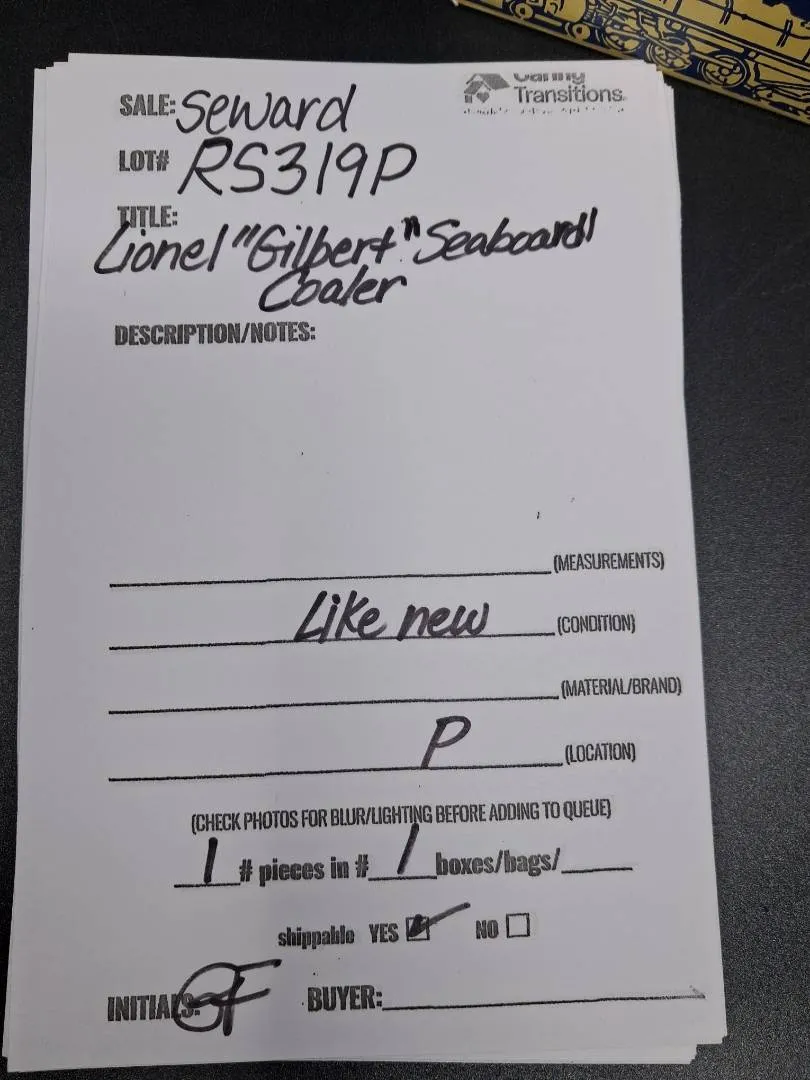 Caring
Transitions.
SALE: Seward
LOT# RS319P
TITLE:
Lionel "Gilbert" Seaboard
Coaler
DESCRIPTION/NOTES:
(MEASUREMENTS)
Like new (CONDITION)
(MATERIAL/BRAND)
P (LOCATION)
(CHECK PHOTOS FOR BLUR/LIGHTING BEFORE ADDING TO QUEUE)
1 # pieces in # 1 boxes/bags/
shippable YES NO
INITIALS:
BUYER: